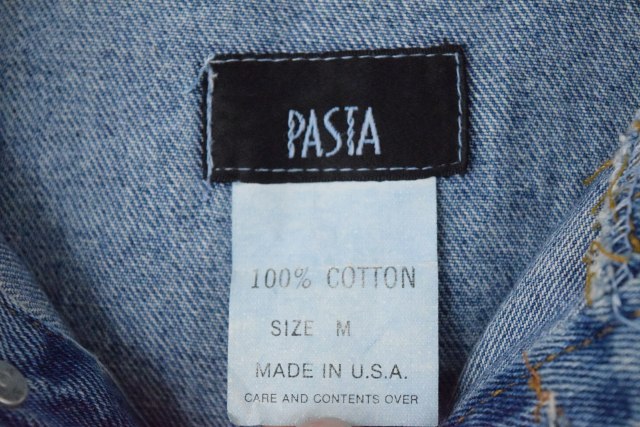 PASTA
100% COTTON
SIZE M
MADE IN U.S.A.
CARE AND CONTENTS OVER